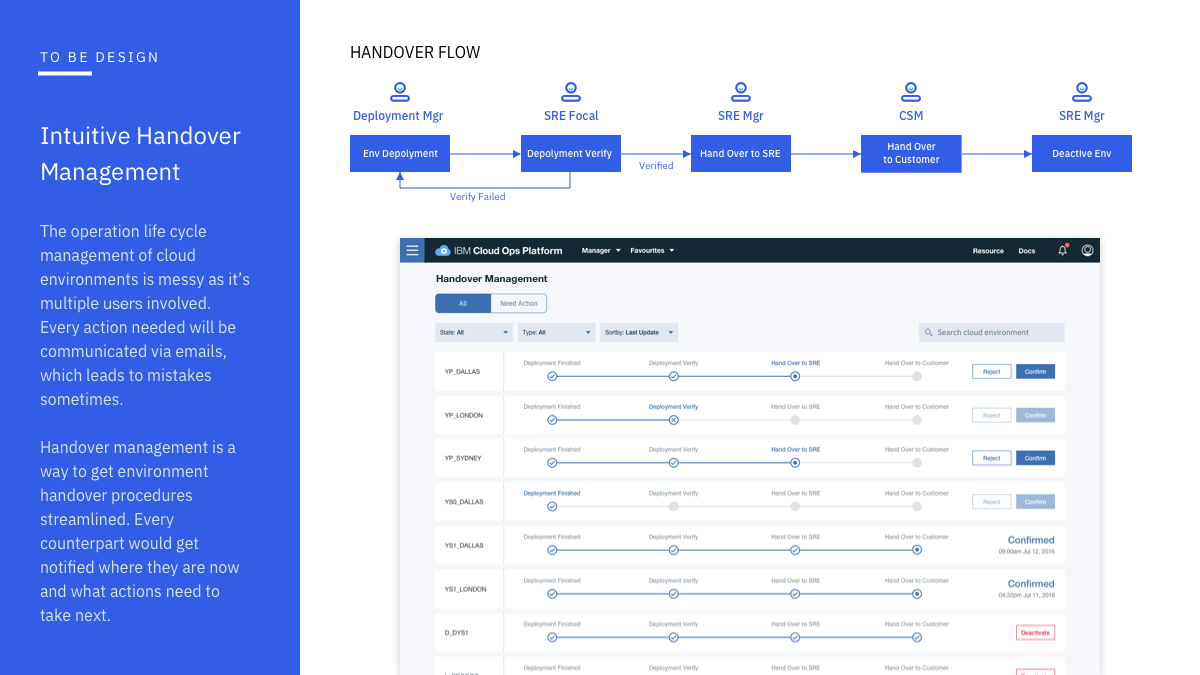 TO BE DESIGN
Intuitive Handover
Management
The operation life cycle
management of cloud
environments is messy as it’s
multiple users involved.
Every action needed will be
communicated via emails,
which leads to mistakes
sometimes.
Handover management is a
way to get environment
handover procedures
streamlined. Every
counterpart would get
notified where they are now
and what actions need to
take next.
HANDOVER FLOW
Deployment Mgr
SRE Focal
SRE Mgr
CSM
SRE Mgr
Env Depolyment
Depolyment Verify
Hand Over to SRE
Hand Over
to Customer
Deactive Env
Verified
Verify Failed
IBM Cloud Ops Platform
Manager
Favourites
Resource
Docs
Handover Management
All
Need Action
State: All
Type: All
Sortby: Last Update
Search cloud environment
YP_DALLAS
Deployment Finished
Deployment Verify
Hand Over to SRE
Hand Over to Customer
Reject
Confirm
YP_LONDON
Deployment Finished
Deployment Verify
Hand Over to SRE
Hand Over to Customer
Reject
Confirm
YP_SYDNEY
Deployment Finished
Deployment Verify
Hand Over to SRE
Hand Over to Customer
Reject
Confirm
YS0_DALLAS
Deployment Finished
Deployment Verify
Hand Over to SRE
Hand Over to Customer
Reject
Confirm
YS1_DALLAS
Deployment Finished
Deployment Verify
Hand Over to SRE
Hand Over to Customer
Confirmed
09:00am Jul 12, 2016
YS1_LONDON
Deployment Finished
Deployment Verify
Hand Over to SRE
Hand Over to Customer
Confirmed
04:32pm Jul 11, 2016
D_DYS1
Deployment Finished
Deployment Verify
Hand Over to SRE
Hand Over to Customer
Deactivate
Deployment Finished
Deployment Verify
Hand Over to SRE
Hand Over to Customer